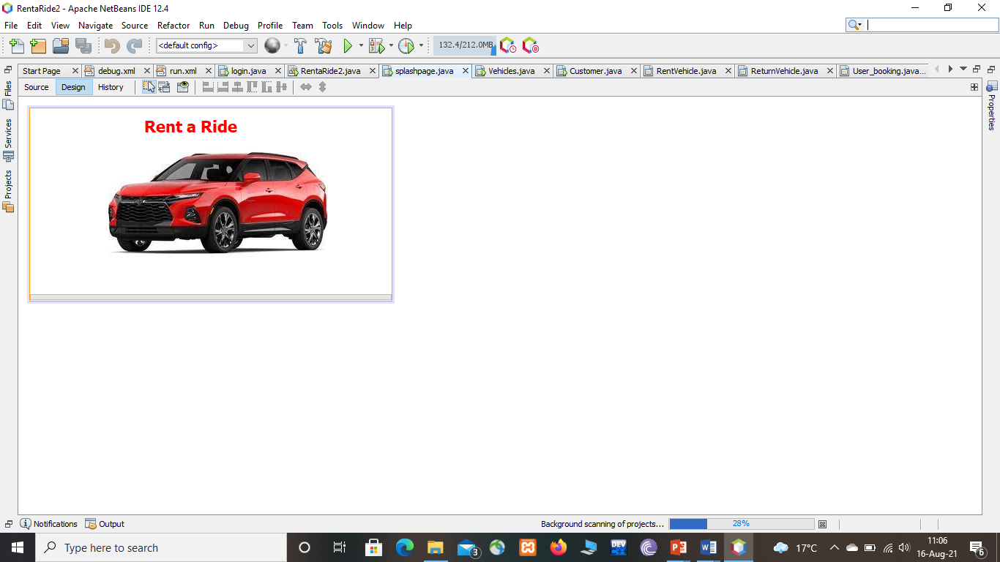 RentaRide2 - Apache NetBeans IDE 12.4
File Edit View Navigate Source Refactor Run Debug Profile Team Tools Window Help
<default config> 132.4/212.0MB
Start Page debug.xml run.xml login.java RentaRide2.java splashpage.java Vehicles.java Customer.java RentVehicle.java ReturnVehicle.java User_booking.java...
Source Design History
Files
Services
Projects
Properties
Rent a Ride
Notifications Output Background scanning of projects... 28%
Type here to search
3
DEV
17°C
11:06
16-Aug-21
6